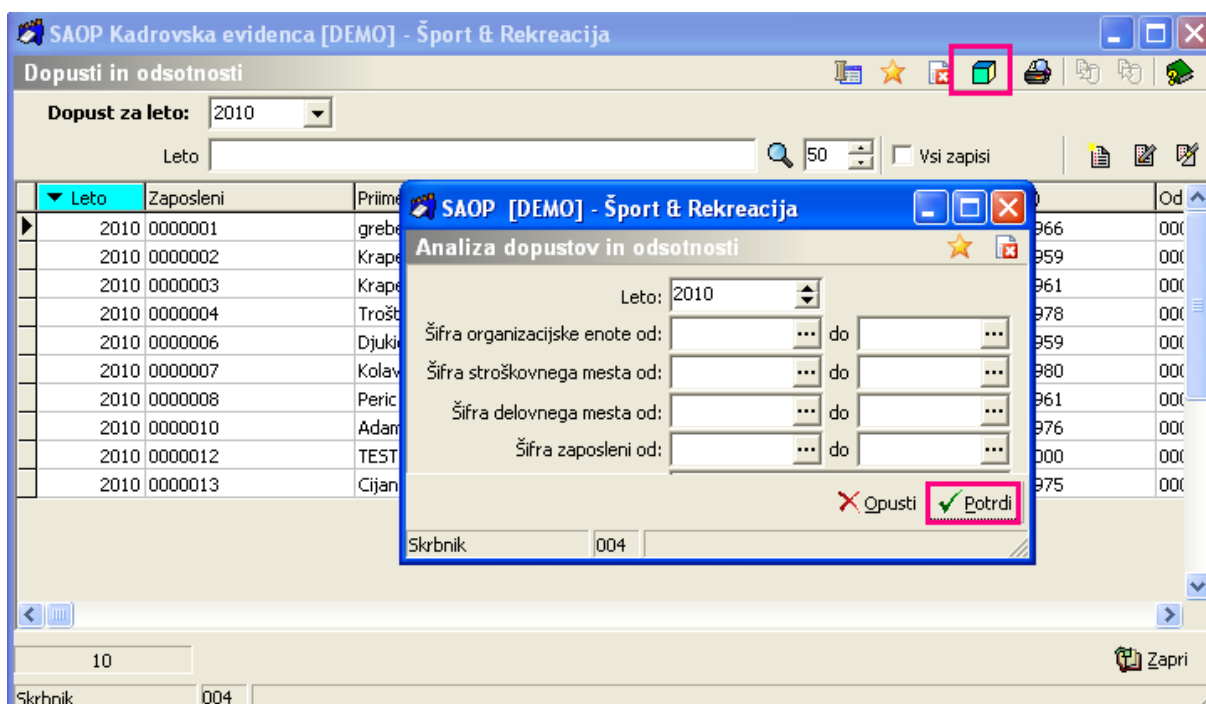 SAOP Kadrovska evidenca [DEMO] - Šport & Rekreacija
Dopusti in odsotnosti
Dopust za leto: 2010
Leto 50 Vsi zapisi
Leto Zaposleni Od
2010 0000001
2010 0000002
2010 0000003
2010 0000004
2010 0000006
2010 0000007
2010 0000008 Peric
2010 0000010
2010 0000012 TEST
2010 0000013 Cijan
SAOP [DEMO] - Šport & Rekreacija
Analiza dopustov in odsotnosti
Leto: 2010
Šifra organizacijske enote od: ... do ...
Šifra stroškovnega mesta od: ... do ...
Šifra delovnega mesta od: ... do ...
Šifra zaposleni od: ... do ...
Opusti Potrdi
Skrbnik 004
10 Zapri
Skrbnik 004